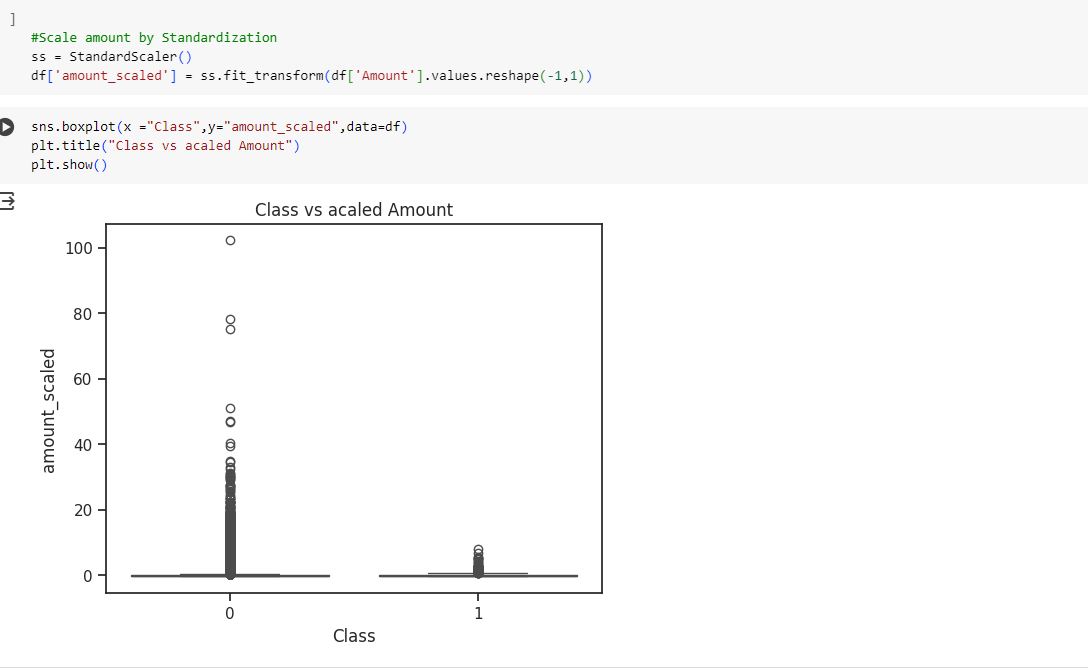 ]
#Scale amount by Standardization
ss = StandardScaler()
df['amount_scaled'] = ss.fit_transform(df['Amount'].values.reshape(-1,1))
sns.boxplot(x ="Class",y="amount_scaled",data=df)
plt.title("Class vs acaled Amount")
plt.show()
Class vs acaled Amount
100
80
60
40
20
0
amount_scaled
0 1
Class